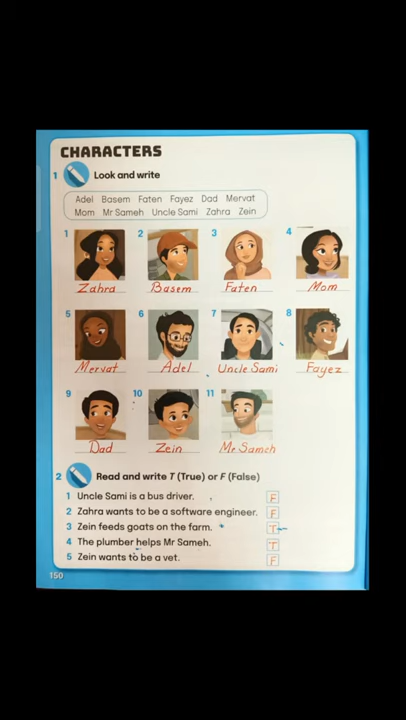 CHARACTERS
1 Look and write
Adel Basem Faten Fayez Dad Mervat
Mom Mr Sameh Uncle Sami Zahra Zein
1 2 3 4
Zahra Basem Faten Mom
5 6 7 8
Mervat Adel Uncle Sami Fayez
9 10 11
Dad Zein Mr Sameh
2 Read and write T (True) or F (False)
1 Uncle Sami is a bus driver. F
2 Zahra wants to be a software engineer. F
3 Zein feeds goats on the farm. T
4 The plumber helps Mr Sameh. T
5 Zein wants to be a vet. F
150